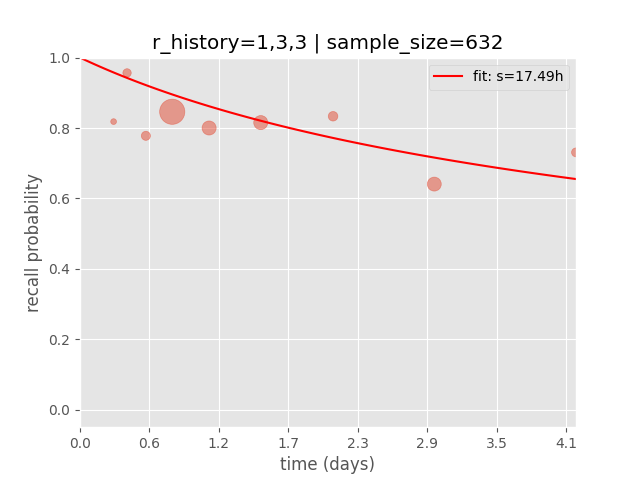 r_history=1,3,3 | sample_size=632
fit: s=17.49h
recall probability
1.0
0.8
0.6
0.4
0.2
0.0
0.0 0.6 1.2 1.7 2.3 2.9 3.5 4.1
time (days)